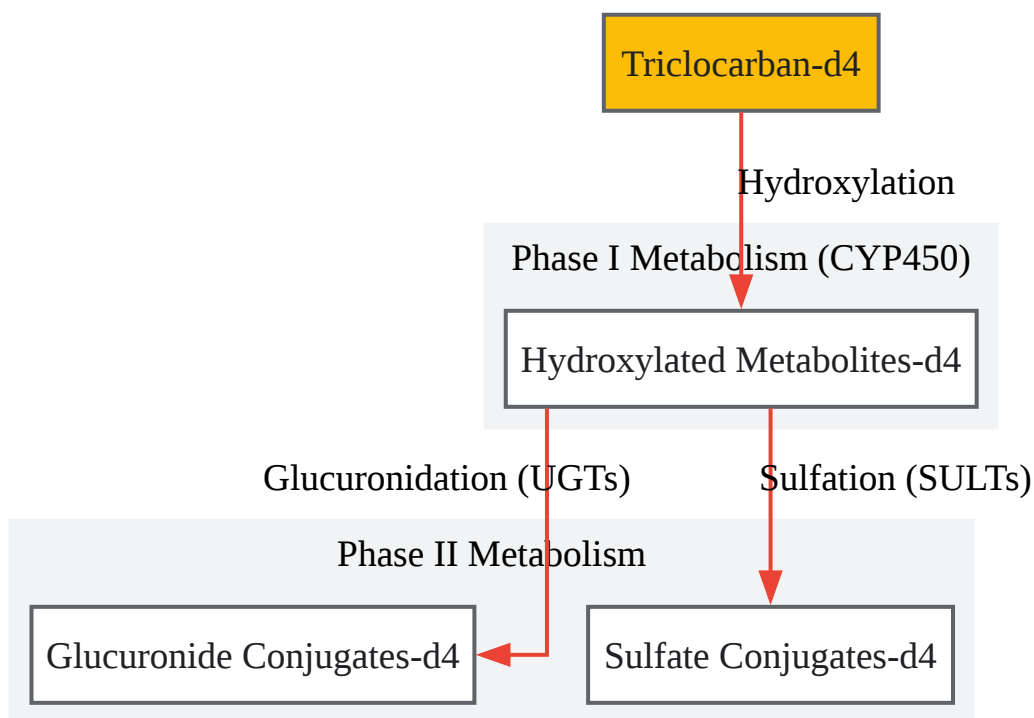 Triclocarban-d4
Hydroxylation
Phase I Metabolism (CYP450)
Hydroxylated Metabolites-d4
Glucuronidation (UGTs)
Sulfation (SULTs)
Phase II Metabolism
Glucuronide Conjugates-d4
Sulfate Conjugates-d4